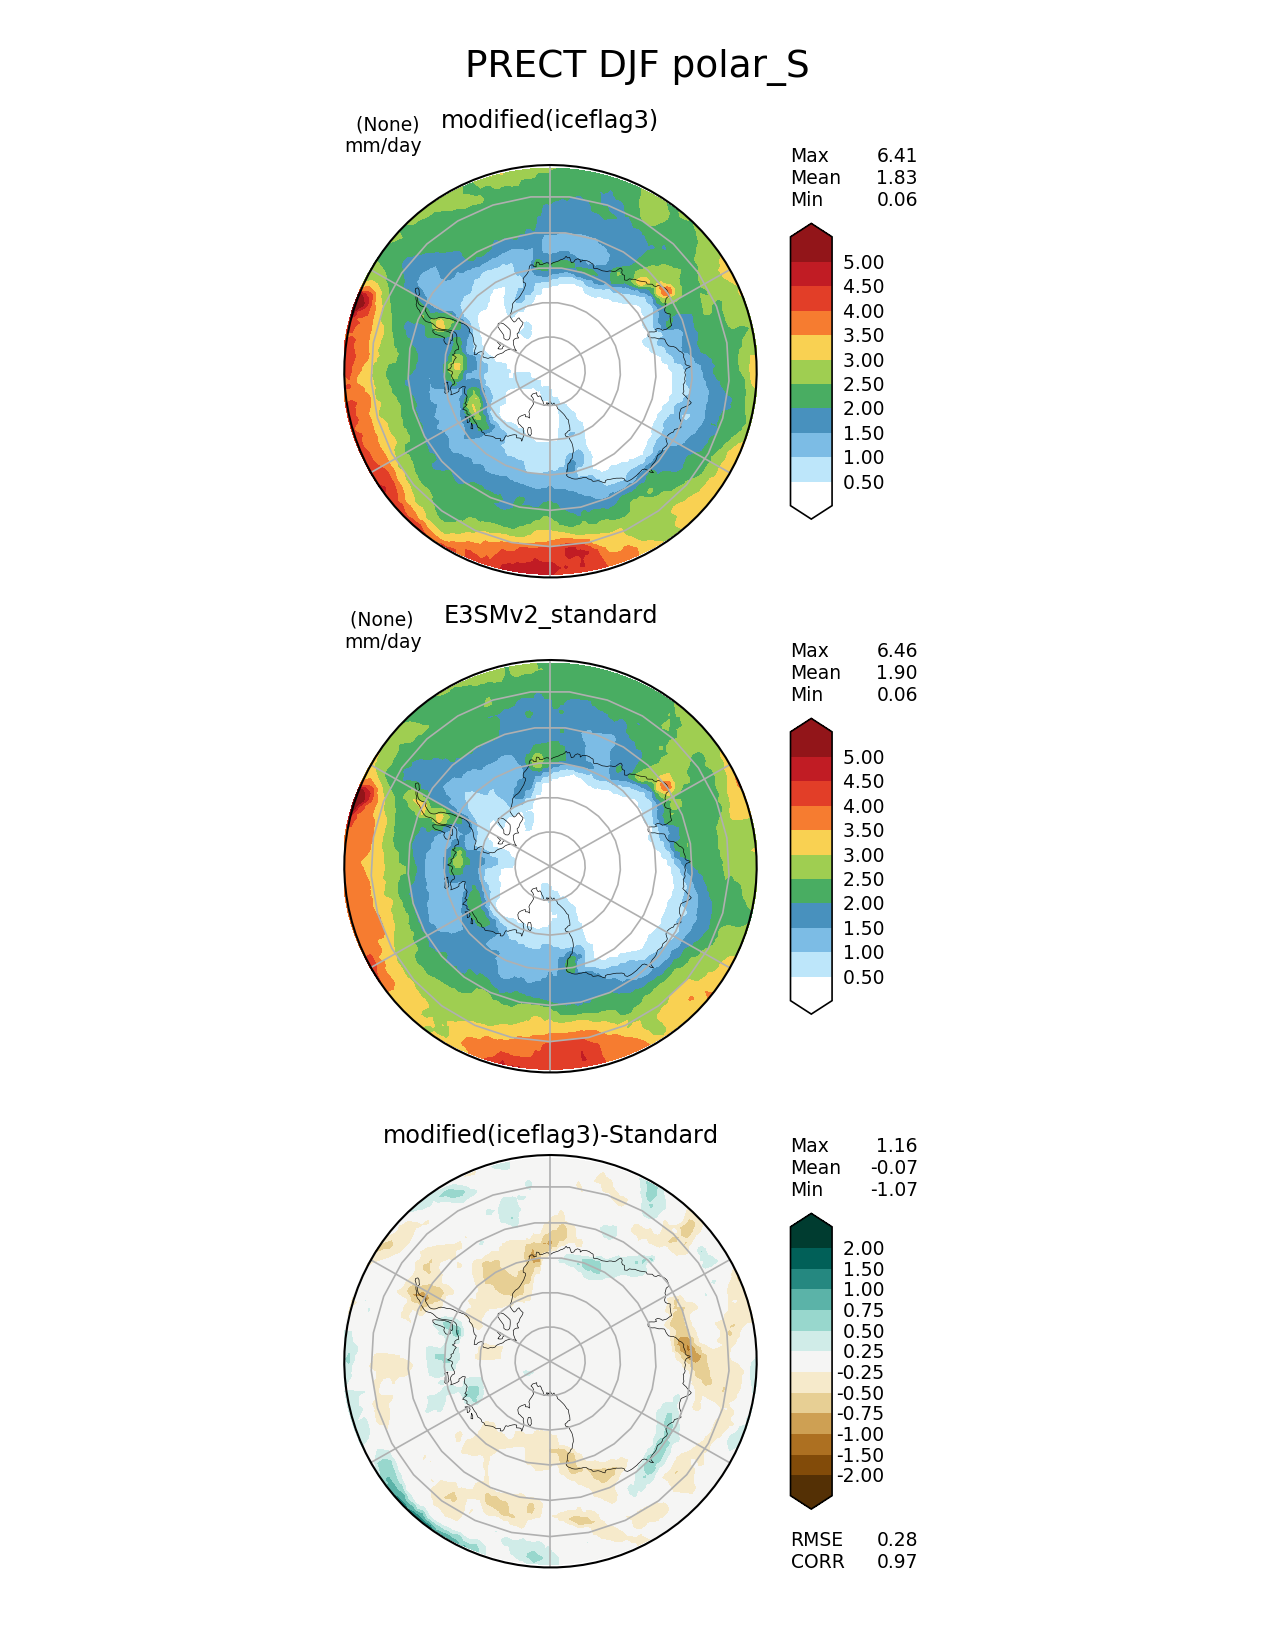 PRECT DJF polar_S
(None)
modified(iceflag3)
mm/day
Max 6.41
Mean 1.83
Min 0.06
5.00
4.50
4.00
3.50
3.00
2.50
2.00
1.50
1.00
0.50
(None)
E3SMv2_standard
mm/day
Max 6.46
Mean 1.90
Min 0.06
5.00
4.50
4.00
3.50
3.00
2.50
2.00
1.50
1.00
0.50
modified(iceflag3)-Standard
Max 1.16
Mean -0.07
Min -1.07
2.00
1.50
1.00
0.75
0.50
0.25
-0.25
-0.50
-0.75
-1.00
-1.50
-2.00
RMSE 0.28
CORR 0.97